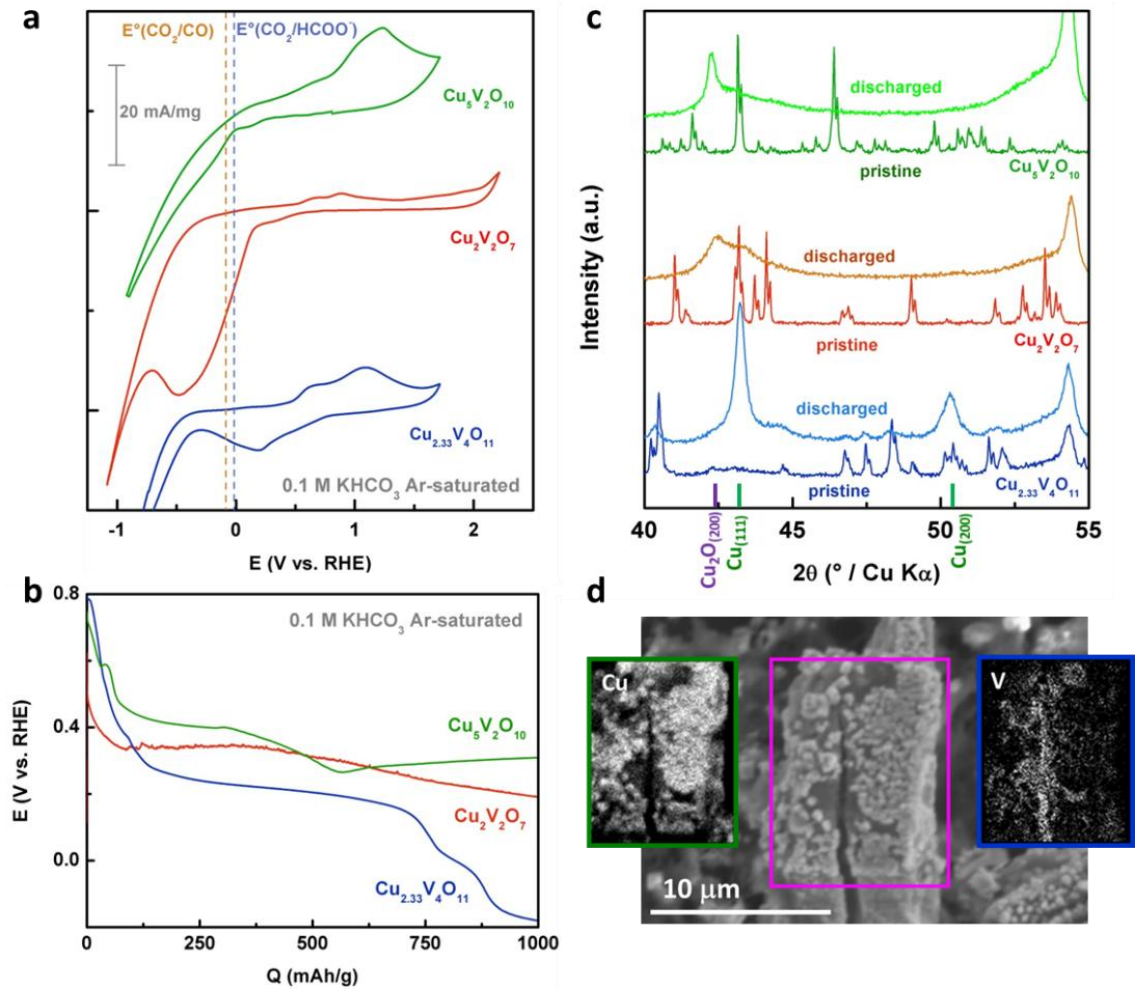 a
E°(CO₂/CO)
E°(CO₂/HCOO⁻)
20 mA/mg
Cu₅V₂O₁₀
Cu₂V₂O₇
Cu₂.₃₃V₄O₁₁
0.1 M KHCO₃ Ar-saturated
-1
0
1
2
E (V vs. RHE)
b
0.8
0.4
0.0
E (V vs. RHE)
0.1 M KHCO₃ Ar-saturated
Cu₅V₂O₁₀
Cu₂V₂O₇
Cu₂.₃₃V₄O₁₁
0
250
500
750
1000
Q (mAh/g)
c
Intensity (a.u.)
discharged
pristine
Cu₅V₂O₁₀
discharged
pristine
Cu₂V₂O₇
discharged
pristine
Cu₂.₃₃V₄O₁₁
40
45
50
55
Cu₂O(200)
Cu(111)
Cu(200)
2θ (° / Cu Kα)
d
Cu
V
10 μm